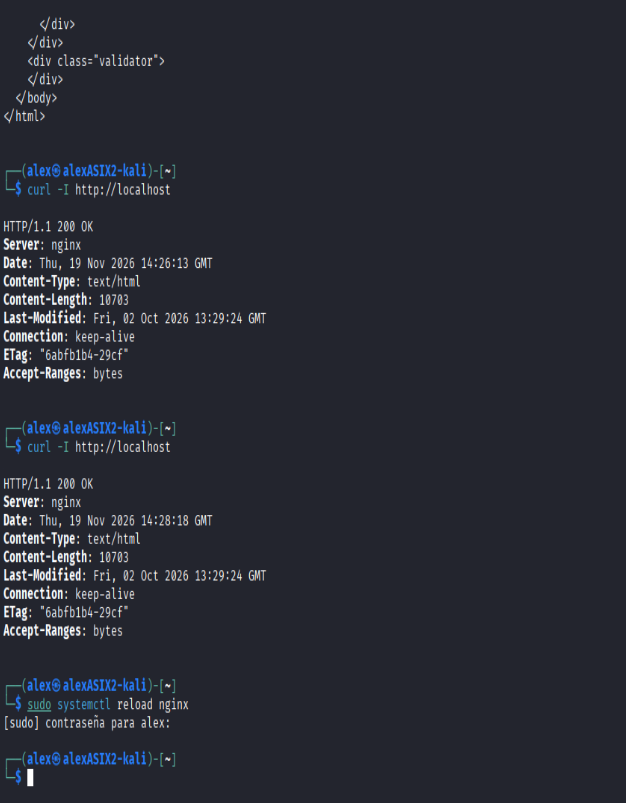 </div>
</div>
<div class="validator">
</div>
</body>
</html>
┌──(alex㉿alexASIX2-kali)-[~]
└─$ curl -I http://localhost
HTTP/1.1 200 OK
Server: nginx
Date: Thu, 19 Nov 2026 14:26:13 GMT
Content-Type: text/html
Content-Length: 10703
Last-Modified: Fri, 02 Oct 2026 13:29:24 GMT
Connection: keep-alive
ETag: "6abfb1b4-29cf"
Accept-Ranges: bytes
┌──(alex㉿alexASIX2-kali)-[~]
└─$ curl -I http://localhost
HTTP/1.1 200 OK
Server: nginx
Date: Thu, 19 Nov 2026 14:28:18 GMT
Content-Type: text/html
Content-Length: 10703
Last-Modified: Fri, 02 Oct 2026 13:29:24 GMT
Connection: keep-alive
ETag: "6abfb1b4-29cf"
Accept-Ranges: bytes
┌──(alex㉿alexASIX2-kali)-[~]
└─$ sudo systemctl reload nginx
[sudo] contraseña para alex:
┌──(alex㉿alexASIX2-kali)-[~]
└─$